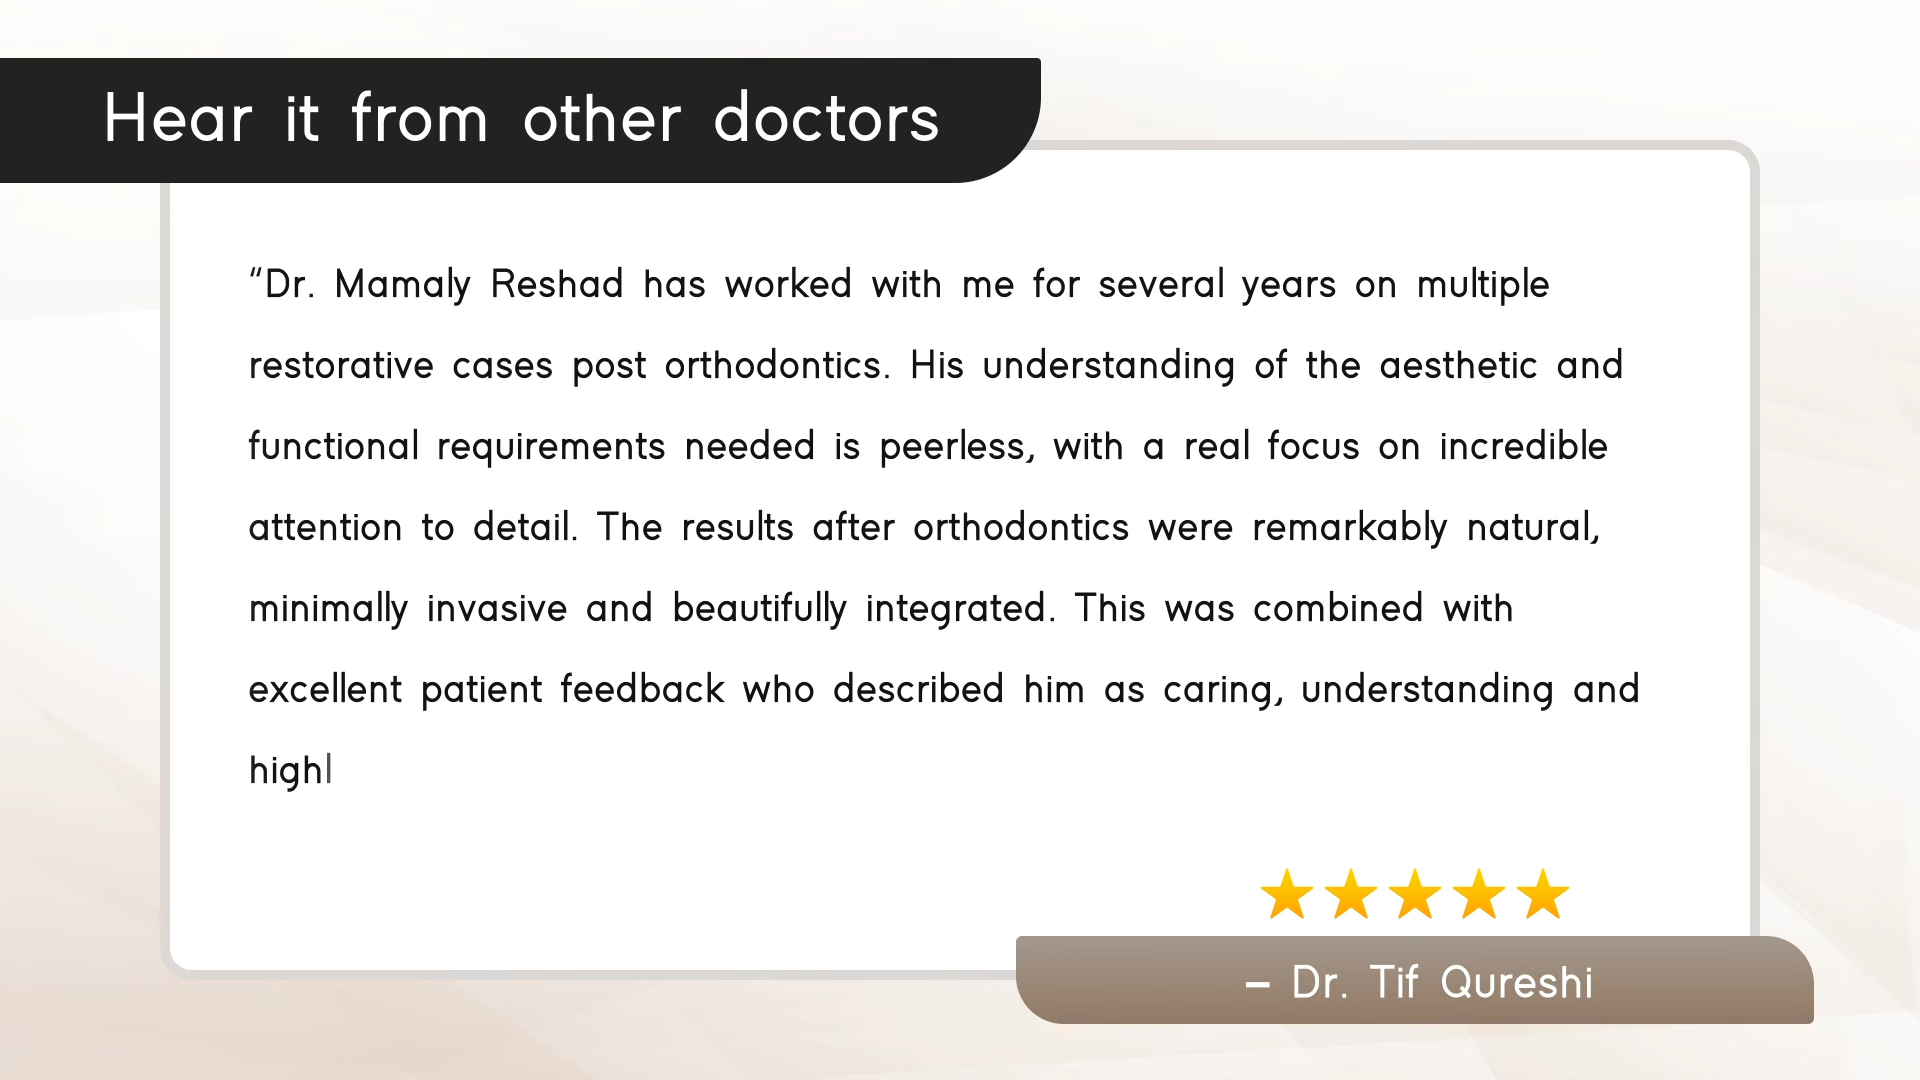 Hear it from other doctors
“Dr. Mamaly Reshad has worked with me for several years on multiple
restorative cases post orthodontics. His understanding of the aesthetic and
functional requirements needed is peerless, with a real focus on incredible
attention to detail. The results after orthodontics were remarkably natural,
minimally invasive and beautifully integrated. This was combined with
excellent patient feedback who described him as caring, understanding and
highl
– Dr. Tif Qureshi